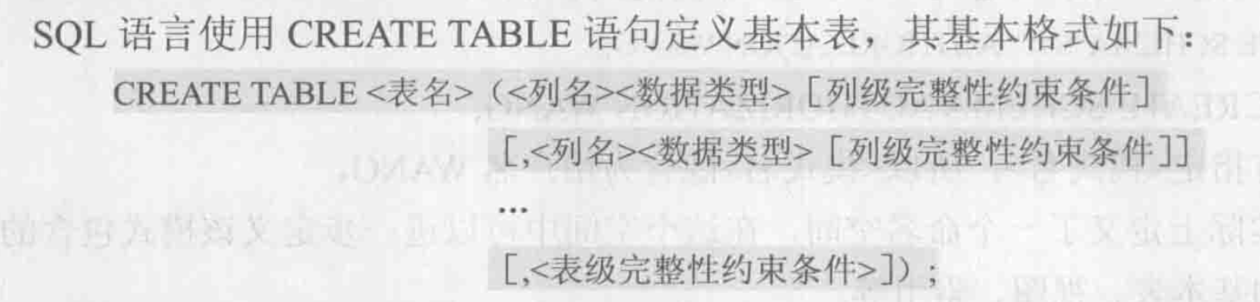 SQL 语言使用 CREATE TABLE 语句定义基本表，其基本格式如下：
CREATE TABLE <表名>（<列名><数据类型>［列级完整性约束条件］
［,<列名><数据类型>［列级完整性约束条件］］
…
［,<表级完整性约束条件>］）;